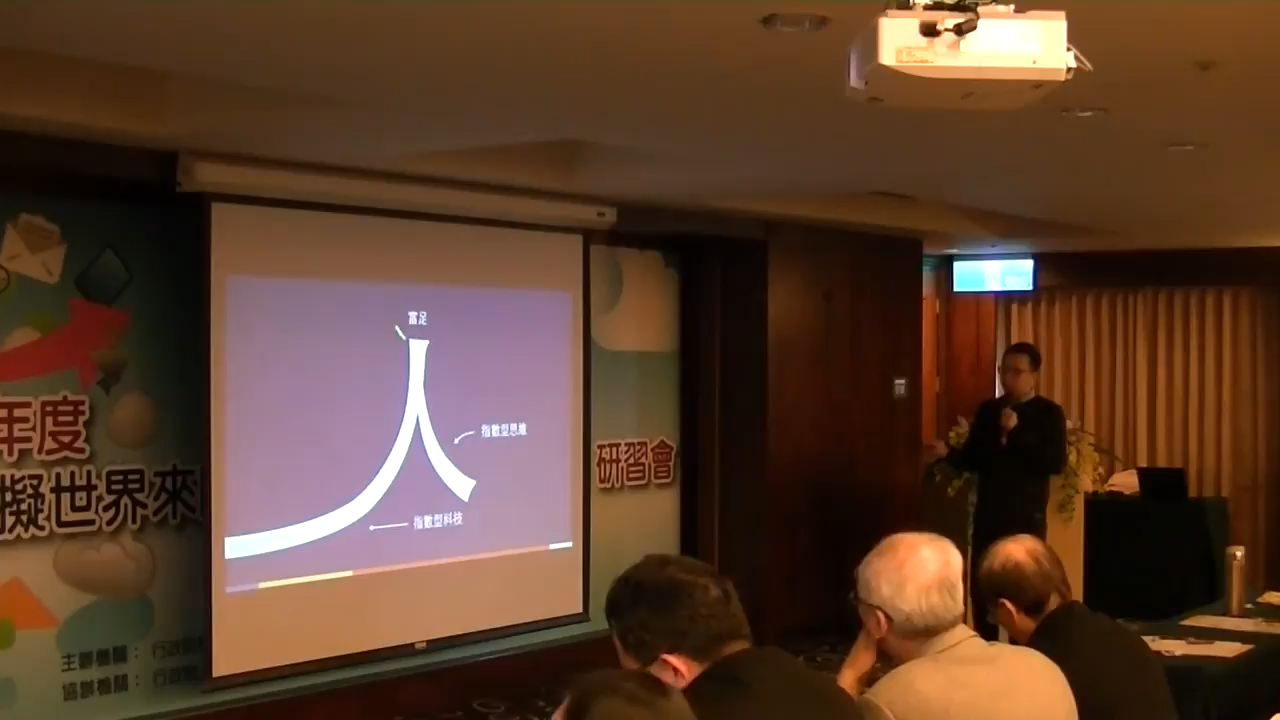 年度
擬世界來
研習會
主辦機關：行政
協辦機關：行政
富足
指數型思維
指數型科技